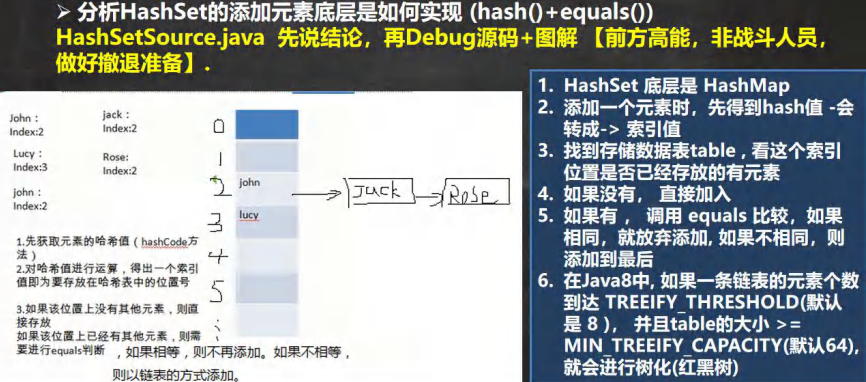 ➢ 分析HashSet的添加元素底层是如何实现 (hash()+equals())
HashSetSource.java 先说结论，再Debug源码+图解 【前方高能，非战斗人员，
做好撤退准备】.
John：
Index:2
jack：
Index:2
Lucy：
Index:3
Rose:
Index:2
john：
Index:2
0
1
2
3
4
5
john
lucy
Jack
Rose
1.先获取元素的哈希值（hashCode方
法）
2.对哈希值进行运算，得出一个索引
值即为要存放在哈希表中的位置号
3.如果该位置上没有其他元素，则直
接存放
如果该位置上已经有其他元素，则需
要进行equals判断，如果相等，则不再添加。如果不相等，
则以链表的方式添加。
1. HashSet 底层是 HashMap
2. 添加一个元素时，先得到hash值 -会
转成-> 索引值
3. 找到存储数据表table，看这个索引
位置是否已经存放的有元素
4. 如果没有，直接加入
5. 如果有 ，调用 equals 比较，如果
相同，就放弃添加, 如果不相同，则
添加到最后
6. 在Java8中, 如果一条链表的元素个数
到达 TREEIFY_THRESHOLD(默认
是 8 )，并且table的大小 >=
MIN_TREEIFY_CAPACITY(默认64),
就会进行树化(红黑树)